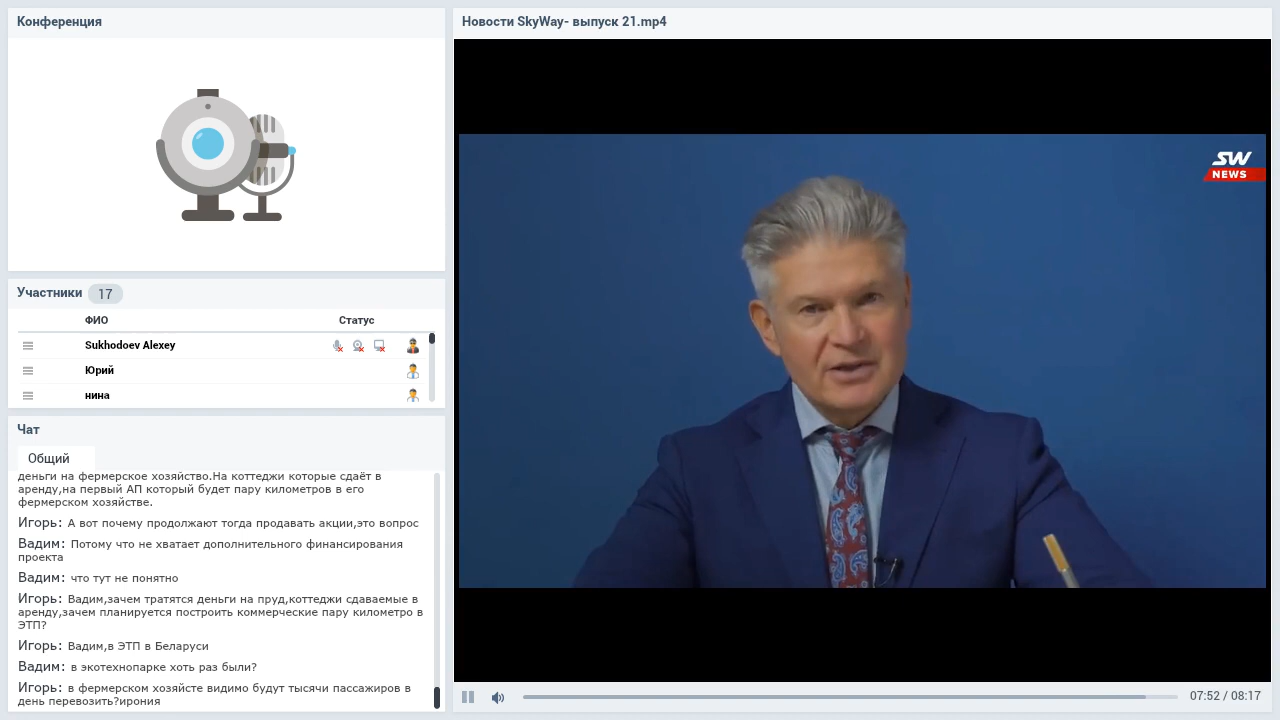 Конференция
Новости SkyWay- выпуск 21.mp4
SW
NEWS
Участники 17
ФИО Статус
Sukhodoev Alexey
Юрий
нина
Чат
Общий
деньги на фермерское хозяйство.На коттеджи которые сдаёт в
аренду,на первый АП который будет пару километров в его
фермерском хозяйстве.
Игорь: А вот почему продолжают тогда продавать акции,это вопрос
Вадим: Потому что не хватает дополнительного финансирования
проекта
Вадим: что тут не понятно
Игорь: Вадим,зачем тратятся деньги на пруд,коттеджи сдаваемые в
аренду,зачем планируется построить коммерческие пару километро в
ЭТП?
Игорь: Вадим,в ЭТП в Беларуси
Вадим: в экотехнопарке хоть раз были?
Игорь: в фермерском хозяйсте видимо будут тысячи пассажиров в
день перевозить?ирония
07:52 / 08:17